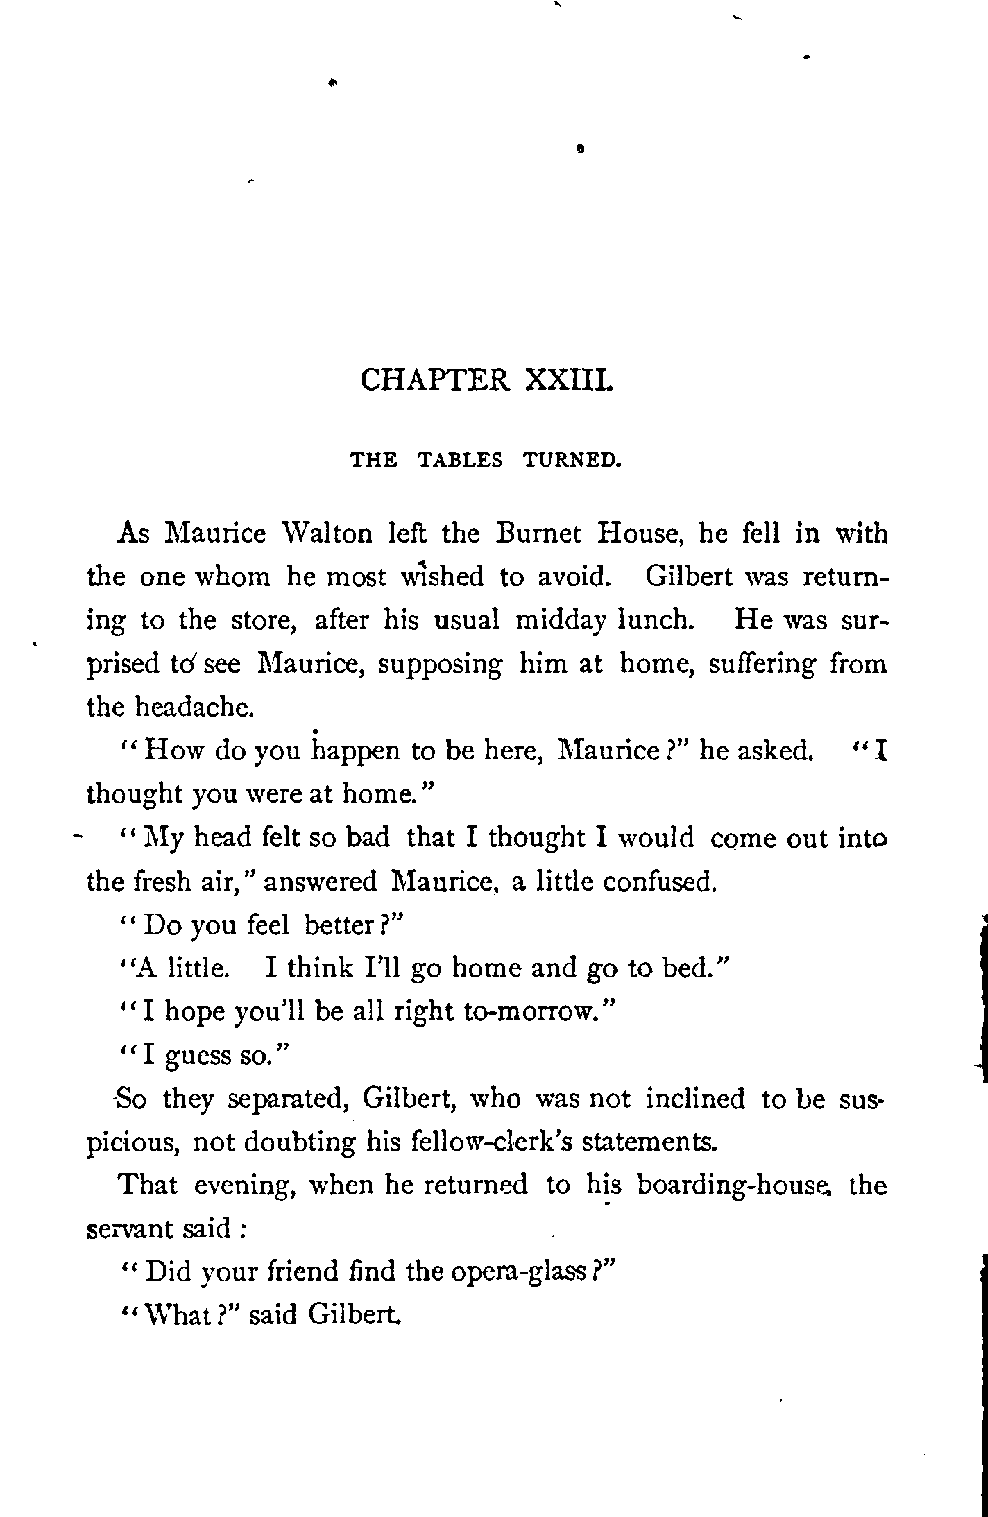 CHAPTER XXIII.
THE TABLES TURNED.
As Maurice Walton left the Burnet House, he fell in with
the one whom he most wished to avoid. Gilbert was return-
ing to the store, after his usual midday lunch. He was sur-
prised to see Maurice, supposing him at home, suffering from
the headache.
"How do you happen to be here, Maurice?" he asked. "I
thought you were at home."
"My head felt so bad that I thought I would come out into
the fresh air," answered Maurice, a little confused.
"Do you feel better?"
"A little. I think I'll go home and go to bed."
"I hope you'll be all right to-morrow."
"I guess so."
So they separated, Gilbert, who was not inclined to be sus-
picious, not doubting his fellow-clerk's statements.
That evening, when he returned to his boarding-house, the
servant said :
"Did your friend find the opera-glass?"
"What?" said Gilbert.